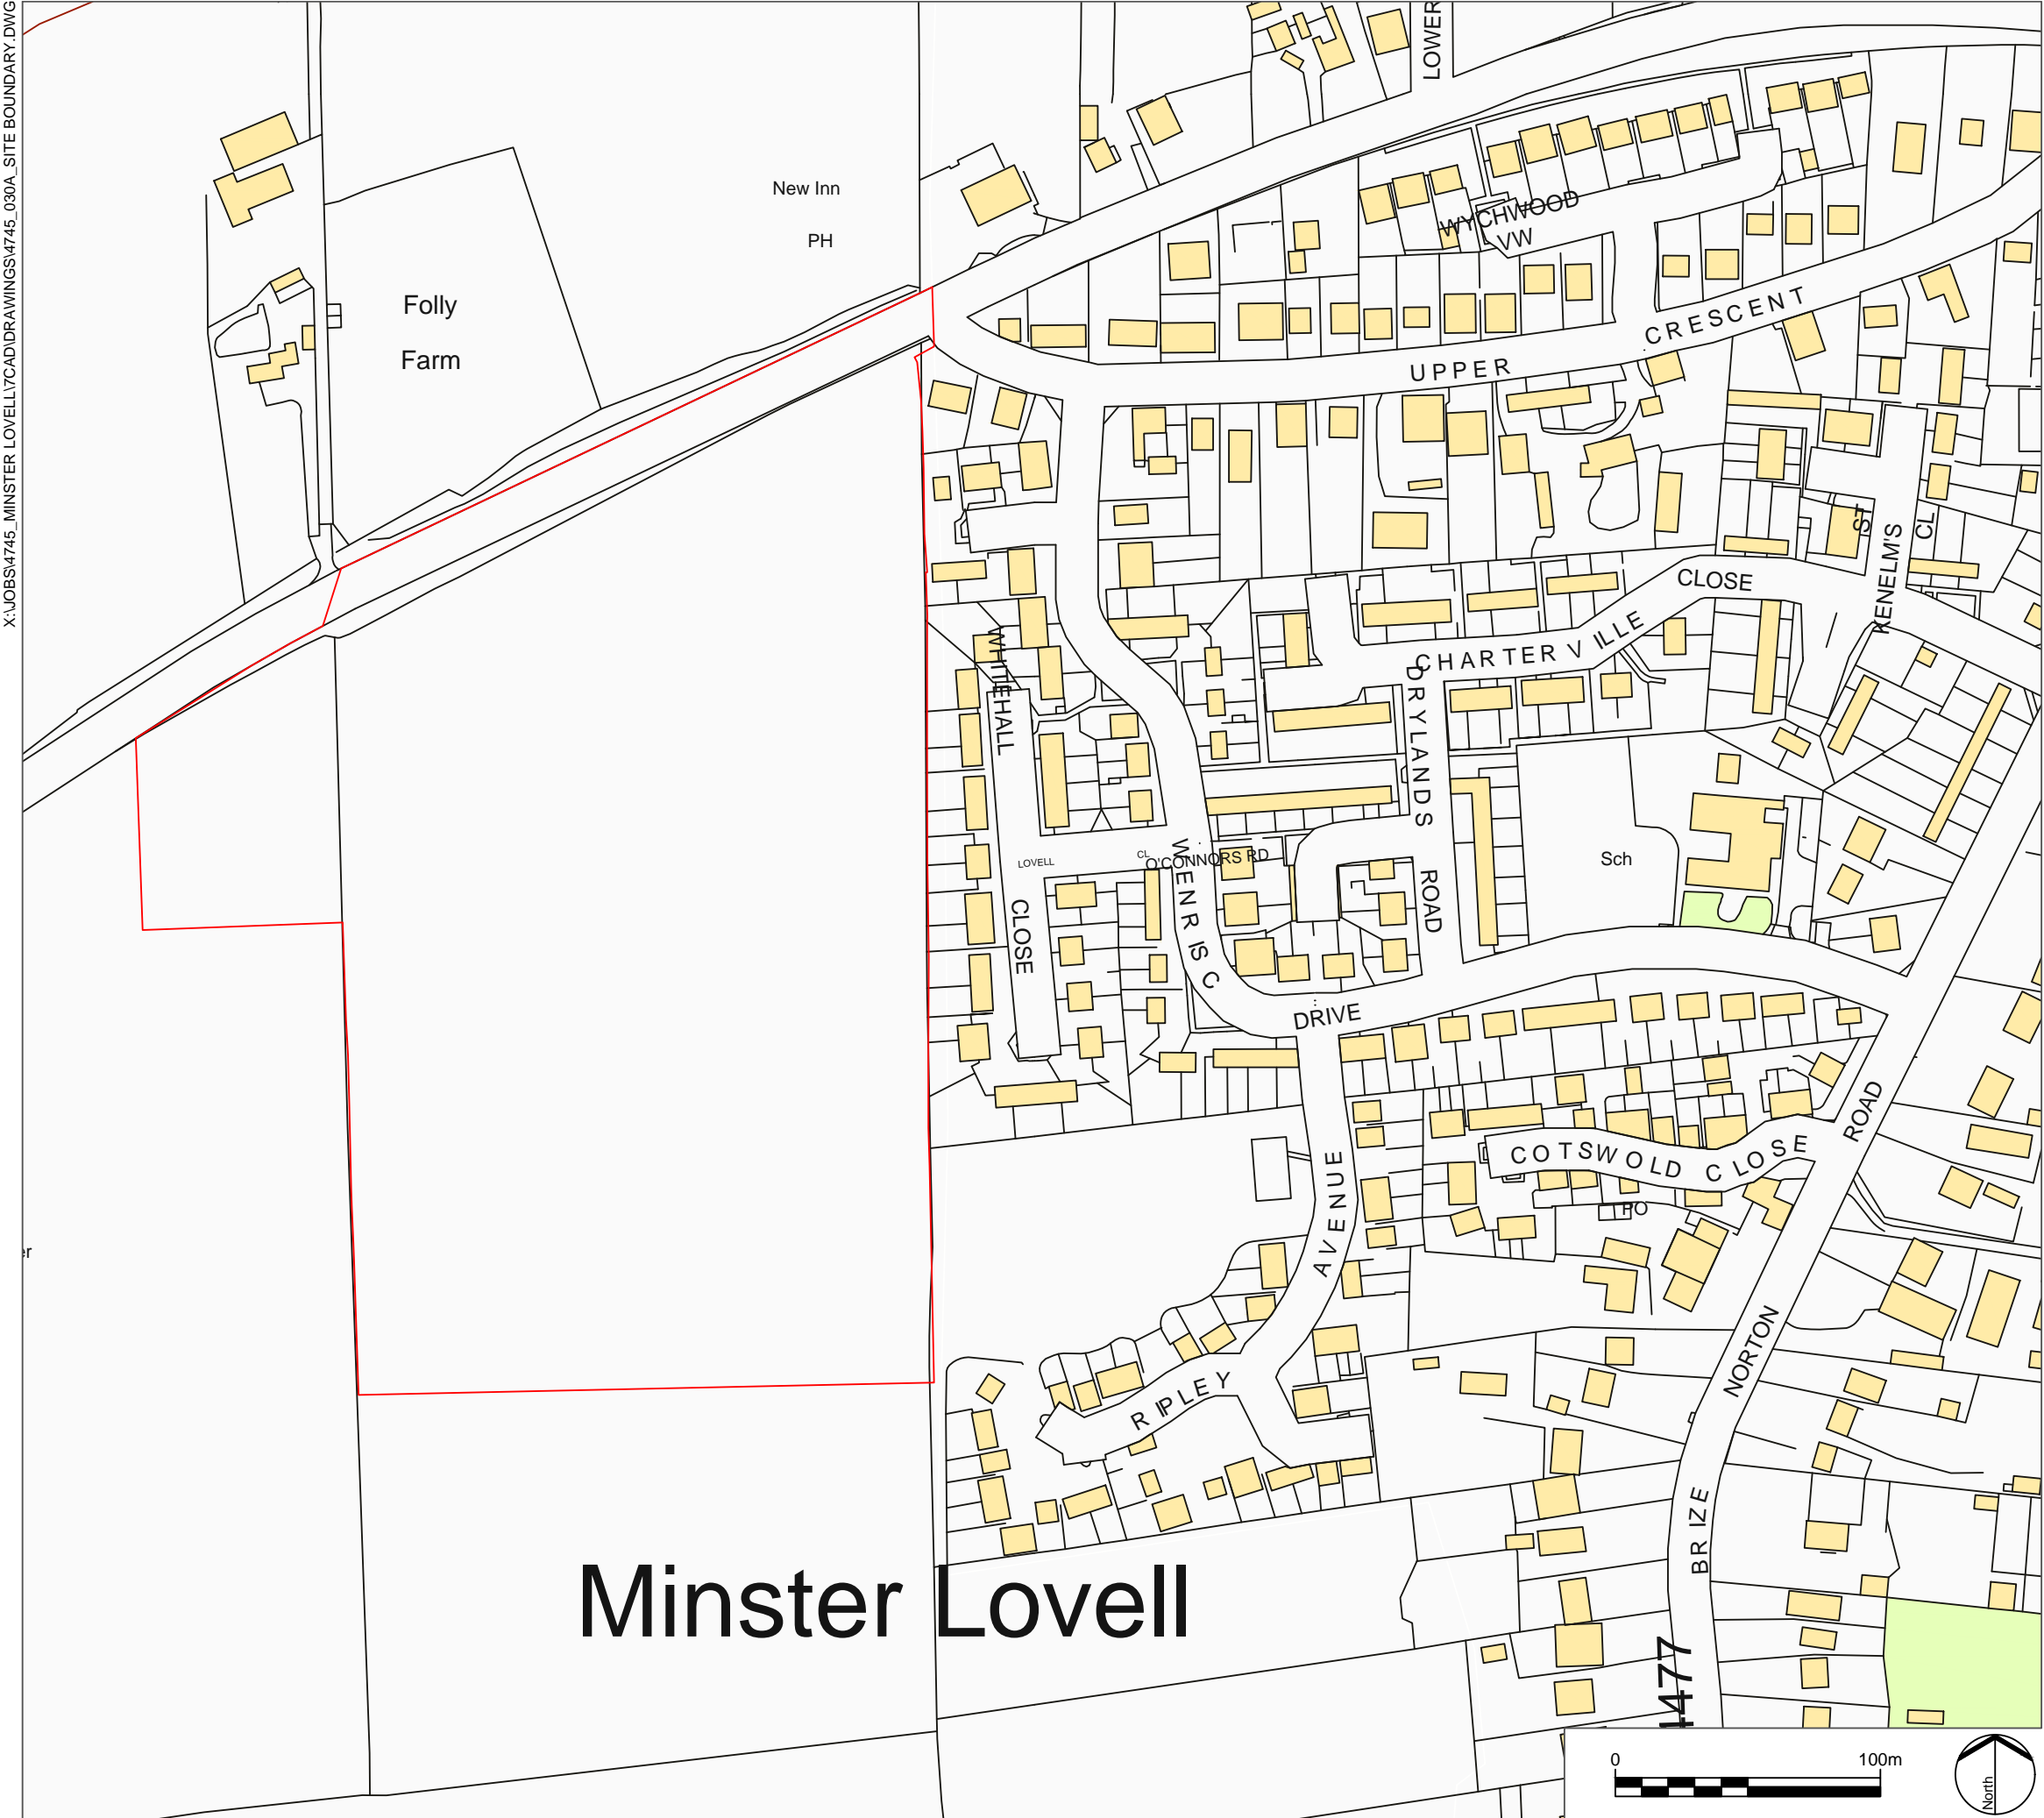 X:\JOBS\4745_MINSTER LOVELL\7CAD\DRAWINGS\4745_030A_SITE BOUNDARY.DWG
LOWER
New Inn
PH
WYCHWOOD
VW
Folly
Farm
UPPER
CRESCENT
ST
KENELM'S
CL
CHARTERVILLE
CLOSE
WHITEHALL
CLOSE
DRYLANDS
ROAD
LOVELL
CL
O'CONNORS RD
Sch
WENRISC
DRIVE
COTSWOLD CLOSE
PO
RIPLEY
AVENUE
BRIZE
NORTON
ROAD
Minster Lovell
4477
0
100m
North